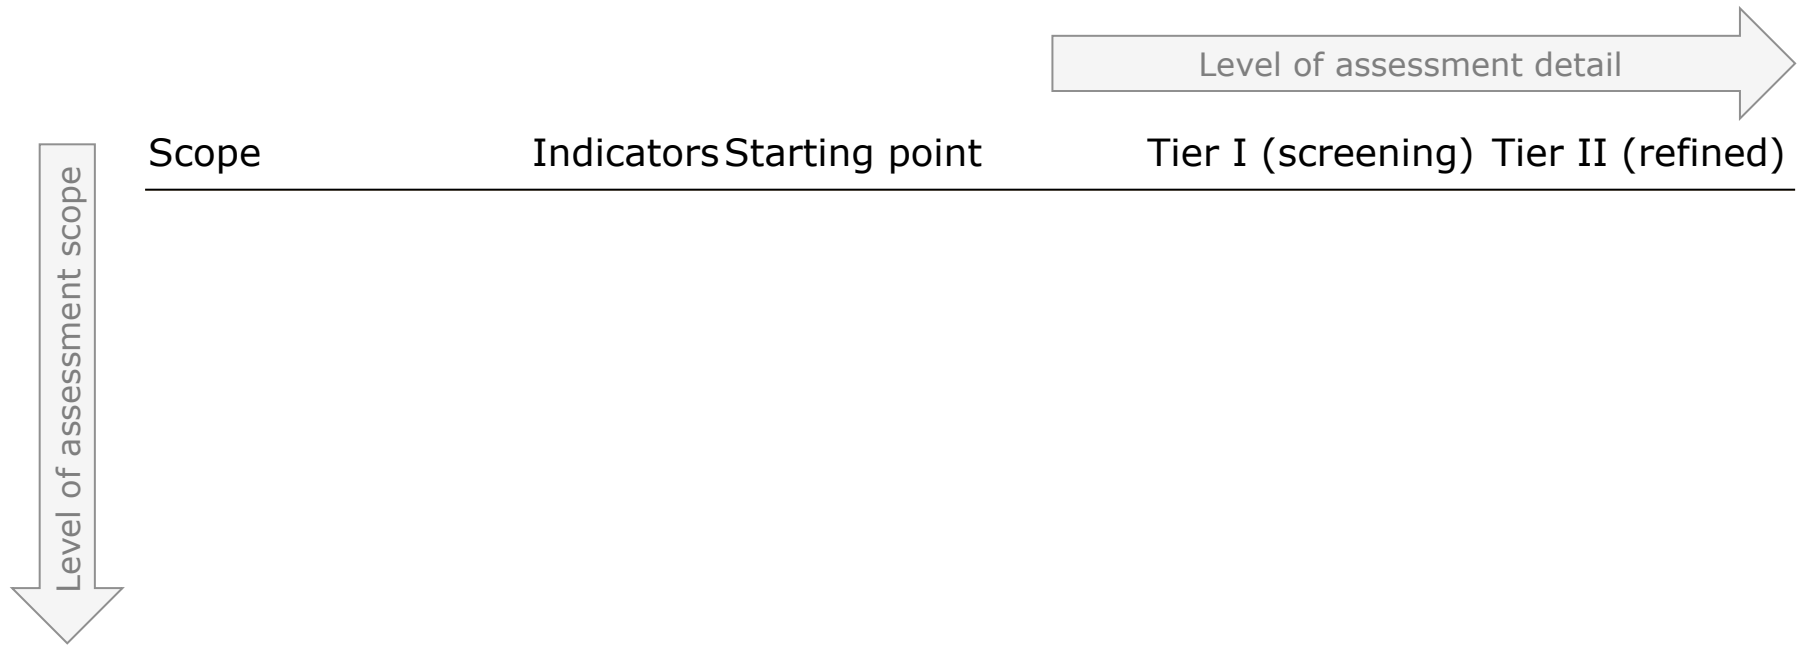 Level of assessment detail
Scope Indicators Starting point Tier I (screening) Tier II (refined)
Level of assessment scope